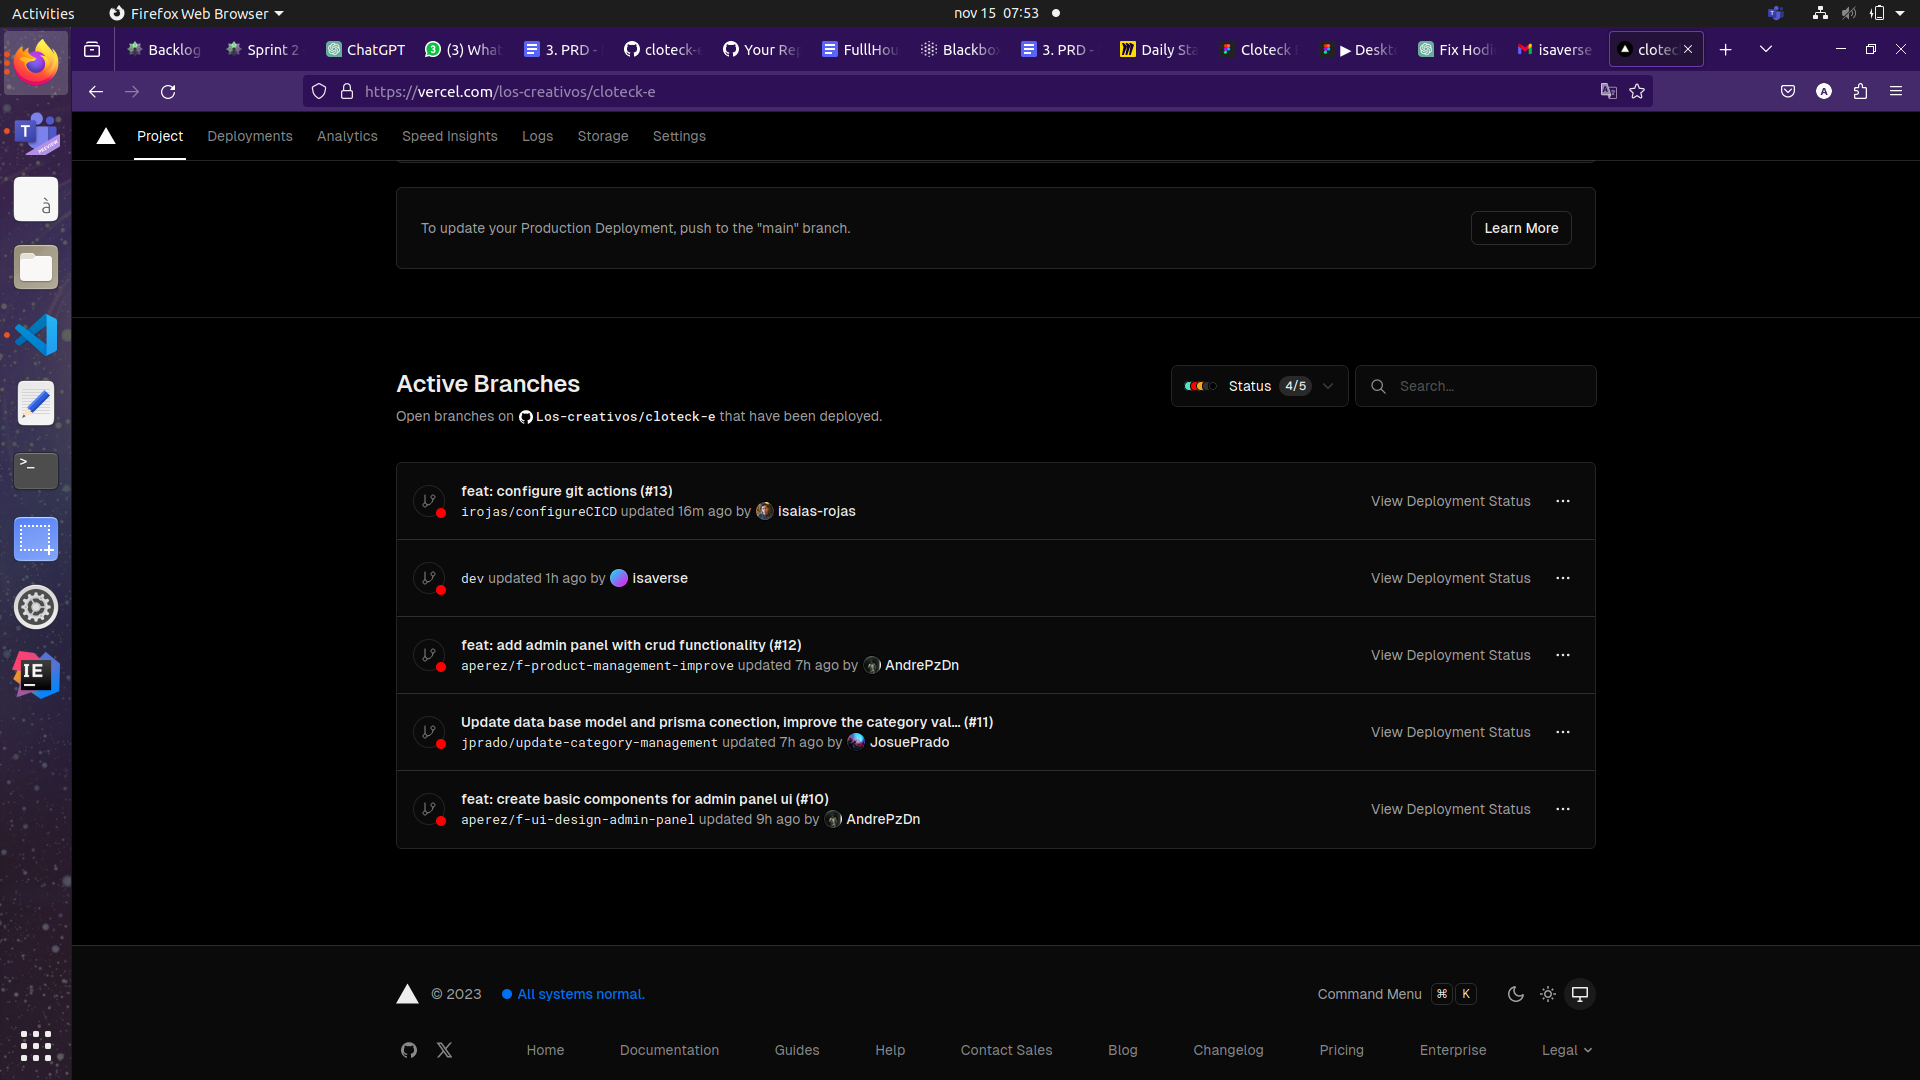 Activities
Firefox Web Browser
nov 15 07:53
Backlog
Sprint 2
ChatGPT
(3) What
3. PRD -
cloteck-
Your Re
FulllHou
Blackbo
3. PRD -
Daily Sta
Cloteck
▶ Deskt
Fix Hodi
isaverse
clotec
https://vercel.com/los-creativos/cloteck-e
Project
Deployments
Analytics
Speed Insights
Logs
Storage
Settings
To update your Production Deployment, push to the "main" branch.
Learn More
Active Branches
Status 4/5
Search...
Open branches on Los-creativos/cloteck-e that have been deployed.
feat: configure git actions (#13)
irojas/configureCICD updated 16m ago by isaias-rojas
View Deployment Status
dev updated 1h ago by isaverse
View Deployment Status
feat: add admin panel with crud functionality (#12)
aperez/f-product-management-improve updated 7h ago by AndrePzDn
View Deployment Status
Update data base model and prisma conection, improve the category val... (#11)
jprado/update-category-management updated 7h ago by JosuePrado
View Deployment Status
feat: create basic components for admin panel ui (#10)
aperez/f-ui-design-admin-panel updated 9h ago by AndrePzDn
View Deployment Status
© 2023
All systems normal.
Command Menu ⌘ K
Home
Documentation
Guides
Help
Contact Sales
Blog
Changelog
Pricing
Enterprise
Legal